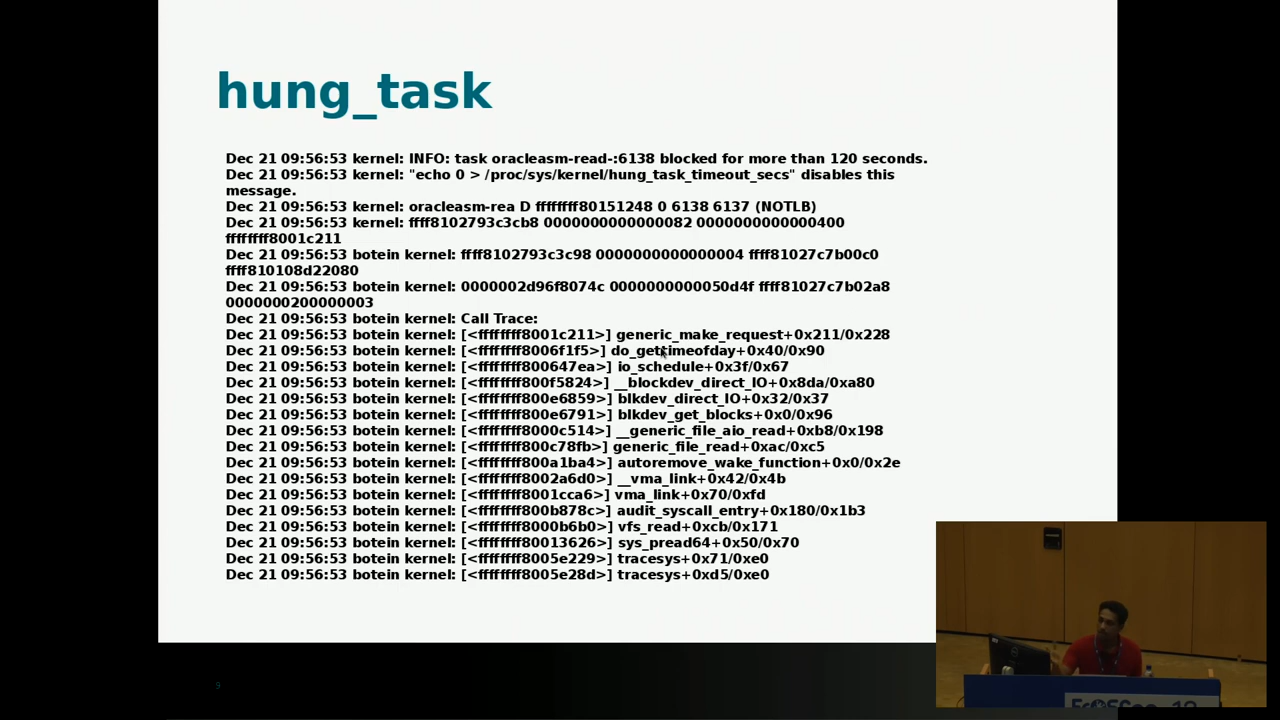 hung_task
Dec 21 09:56:53 kernel: INFO: task oracleasm-read-:6138 blocked for more than 120 seconds.
Dec 21 09:56:53 kernel: "echo 0 > /proc/sys/kernel/hung_task_timeout_secs" disables this
message.
Dec 21 09:56:53 kernel: oracleasm-rea D ffffffff80151248 0 6138 6137 (NOTLB)
Dec 21 09:56:53 kernel: ffff8102793c3cb8 0000000000000082 0000000000000400
ffffffff8001c211
Dec 21 09:56:53 botein kernel: ffff8102793c3c98 0000000000000004 ffff81027c7b00c0
ffff810108d22080
Dec 21 09:56:53 botein kernel: 0000002d96f8074c 0000000000050d4f ffff81027c7b02a8
0000000200000003
Dec 21 09:56:53 botein kernel: Call Trace:
Dec 21 09:56:53 botein kernel: [<ffffffff8001c211>] generic_make_request+0x211/0x228
Dec 21 09:56:53 botein kernel: [<ffffffff8006f1f5>] do_gettimeofday+0x40/0x90
Dec 21 09:56:53 botein kernel: [<ffffffff800647ea>] io_schedule+0x3f/0x67
Dec 21 09:56:53 botein kernel: [<ffffffff800f5824>] __blockdev_direct_IO+0x8da/0xa80
Dec 21 09:56:53 botein kernel: [<ffffffff800e6859>] blkdev_direct_IO+0x32/0x37
Dec 21 09:56:53 botein kernel: [<ffffffff800e6791>] blkdev_get_blocks+0x0/0x96
Dec 21 09:56:53 botein kernel: [<ffffffff8000c514>] __generic_file_aio_read+0xb8/0x198
Dec 21 09:56:53 botein kernel: [<ffffffff800c78fb>] generic_file_read+0xac/0xc5
Dec 21 09:56:53 botein kernel: [<ffffffff800a1ba4>] autoremove_wake_function+0x0/0x2e
Dec 21 09:56:53 botein kernel: [<ffffffff8002a6d0>] __vma_link+0x42/0x4b
Dec 21 09:56:53 botein kernel: [<ffffffff8001cca6>] vma_link+0x70/0xfd
Dec 21 09:56:53 botein kernel: [<ffffffff800b878c>] audit_syscall_entry+0x180/0x1b3
Dec 21 09:56:53 botein kernel: [<ffffffff8000b6b0>] vfs_read+0xcb/0x171
Dec 21 09:56:53 botein kernel: [<ffffffff80013626>] sys_pread64+0x50/0x70
Dec 21 09:56:53 botein kernel: [<ffffffff8005e229>] tracesys+0x71/0xe0
Dec 21 09:56:53 botein kernel: [<ffffffff8005e28d>] tracesys+0xd5/0xe0